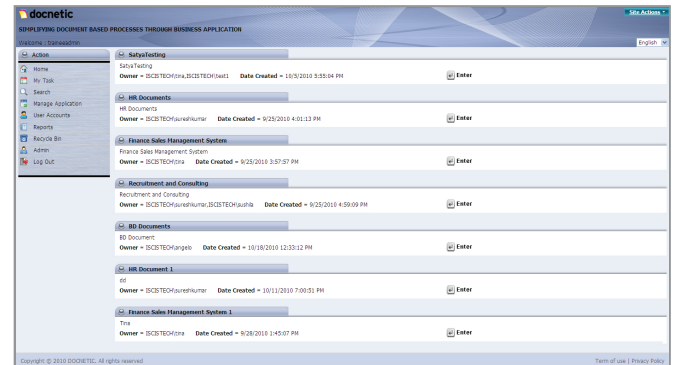 docnetic
Site Actions
SIMPLIFYING DOCUMENT BASED PROCESSES THROUGH BUSINESS APPLICATION
Welcome : traineeadmin
English
Action
Home
My Task
Search
Manage Application
User Accounts
Reports
Recycle Bin
Admin
Log Out
SatyaTesting
SatyaTesting
Owner = ISCISTECH\tina,ISCISTECH\test1 Date Created = 10/5/2010 5:55:04 PM Enter
HR Documents
HR Documents
Owner = ISCISTECH\sureshkumar Date Created = 9/25/2010 4:01:13 PM Enter
Finance Sales Management System
Finance Sales Management System
Owner = ISCISTECH\tina Date Created = 9/25/2010 3:57:57 PM Enter
Recruitment and Consulting
Recruitment and Consulting
Owner = ISCISTECH\sureshkumar,ISCISTECH\sushila Date Created = 9/25/2010 4:59:09 PM Enter
BD Documents
BD Document
Owner = ISCISTECH\angelo Date Created = 10/18/2010 12:33:12 PM Enter
HR Document 1
dd
Owner = ISCISTECH\sureshkumar Date Created = 10/11/2010 7:00:51 PM Enter
Finance Sales Management System 1
Tina
Owner = ISCISTECH\tina Date Created = 9/28/2010 1:45:07 PM Enter
Copyright © 2010 DOCNETIC. All rights reserved
Term of use | Privacy Policy